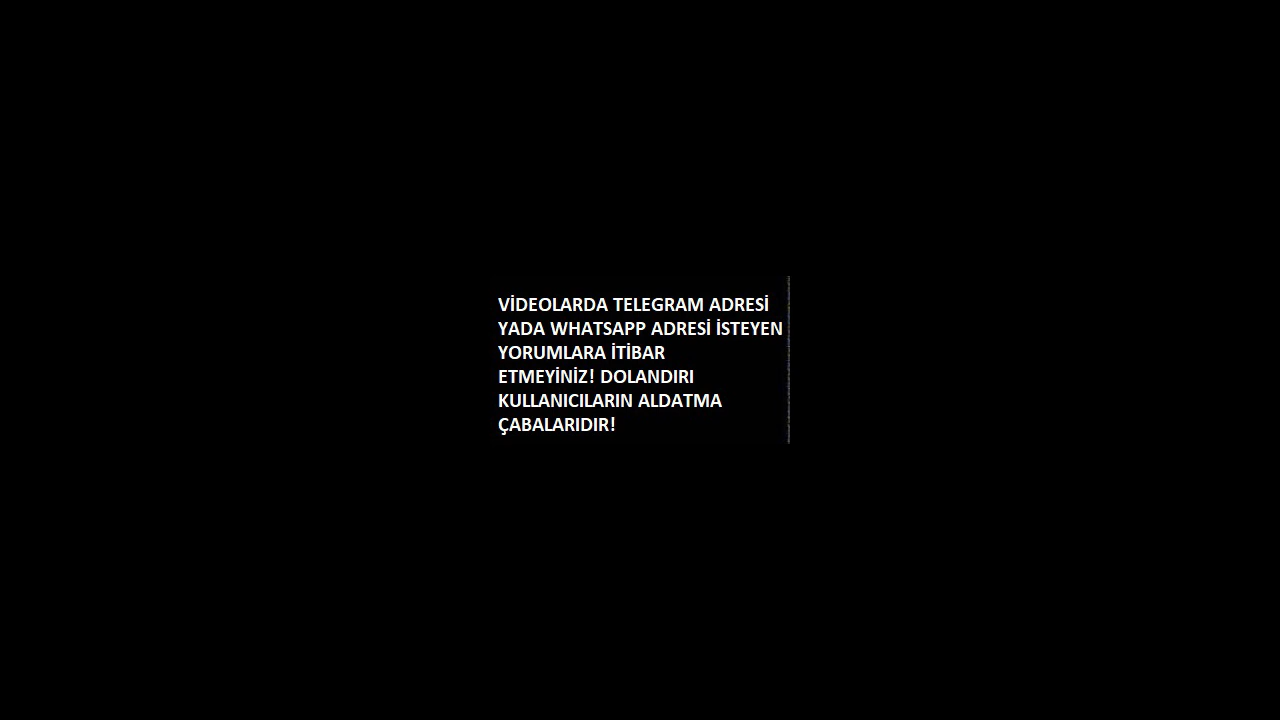 VİDEOLARDA TELEGRAM ADRESİ
YADA WHATSAPP ADRESİ İSTEYEN
YORUMLARA İTİBAR
ETMEYİNİZ! DOLANDIRI
KULLANICILARIN ALDATMA
ÇABALARIDIR!